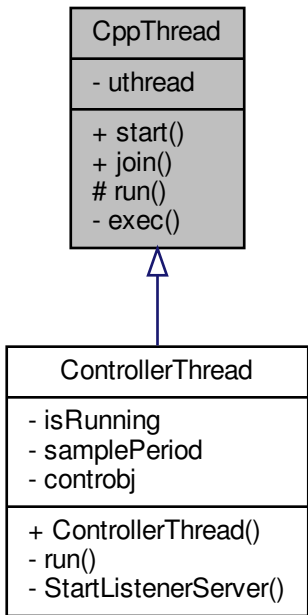 CppThread
- uthread
+ start()
+ join()
# run()
- exec()
ControllerThread
- isRunning
- samplePeriod
- controbj
+ ControllerThread()
- run()
- StartListenerServer()